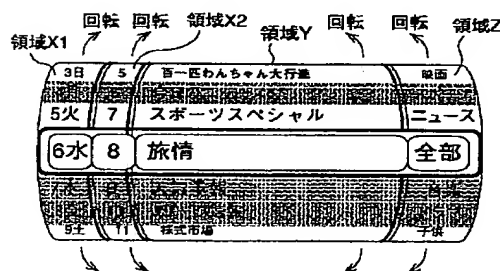 回転 回転 回転 回転
領域X1 領域X2 領域Y 領域Z
3日 5 百一匹わんちゃん大行進 映画
5火 7 スポーツスペシャル ニュース
6水 8 旅情 全部
9土 11 株式市場 子供